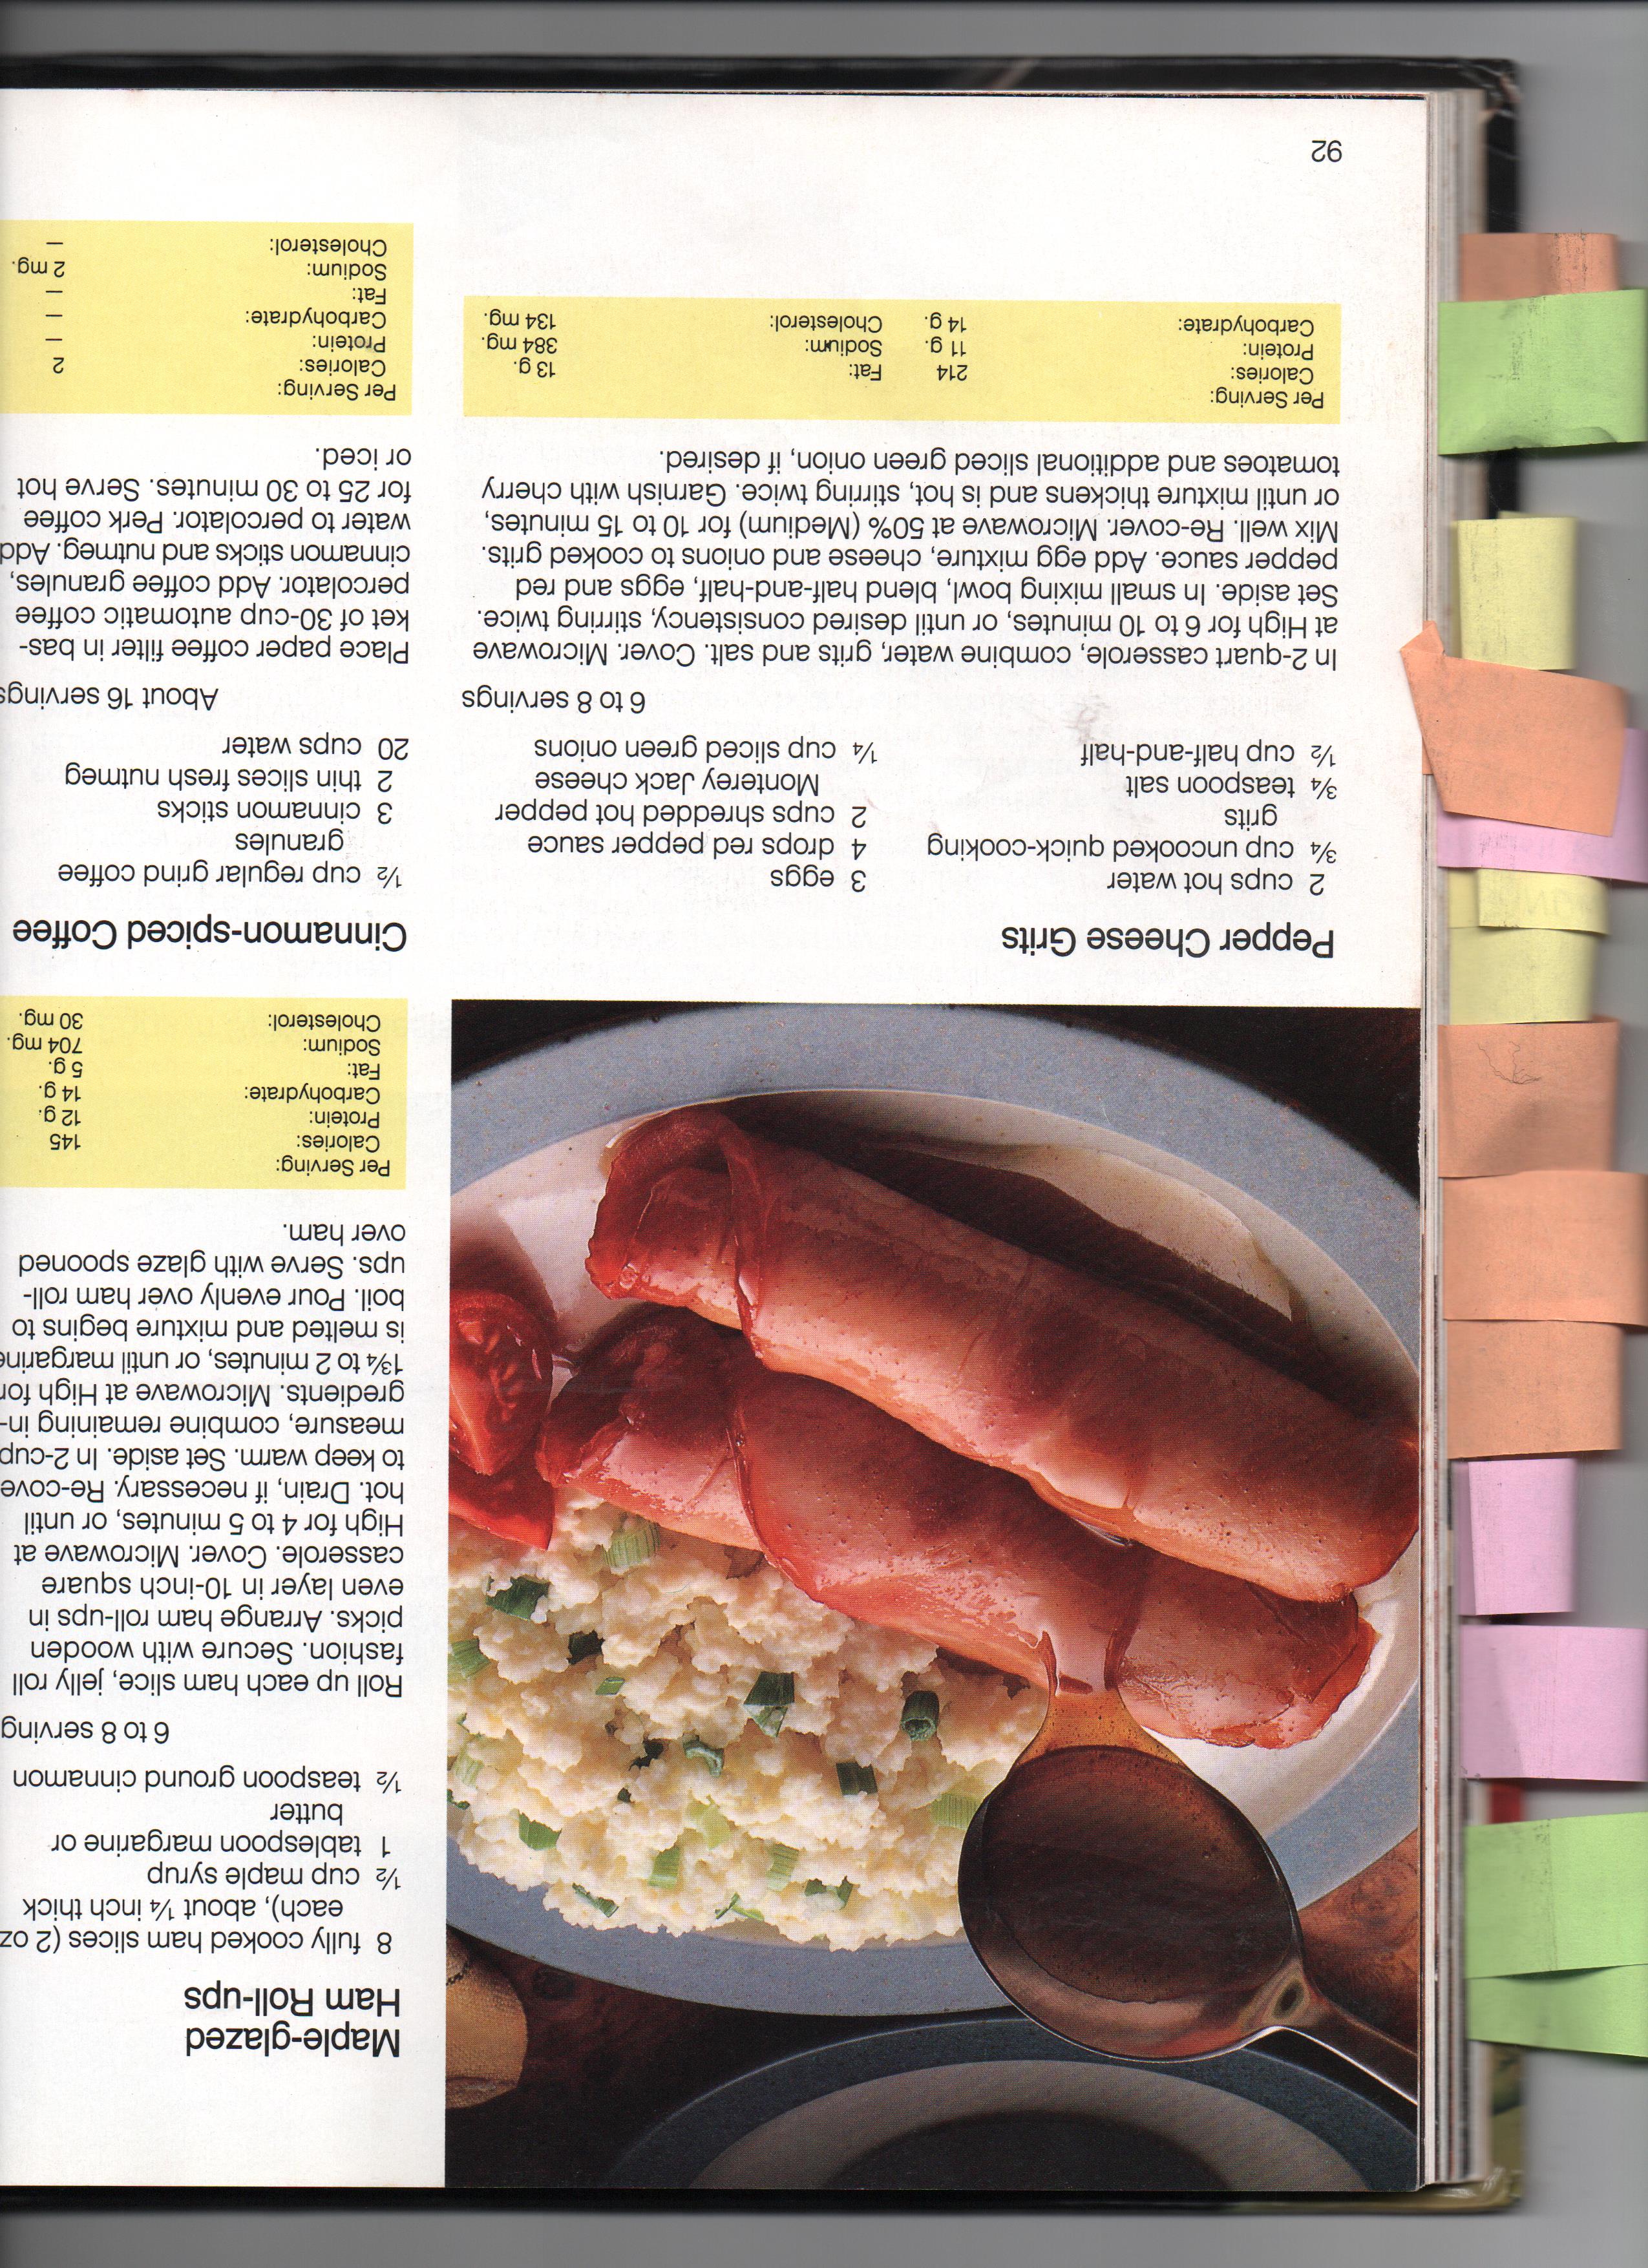 Maple-glazed
Ham Roll-ups
8 fully cooked ham slices (2 oz
each), about ¼ inch thick
½ cup maple syrup
1 tablespoon margarine or
butter
½ teaspoon ground cinnamon
6 to 8 serving
Roll up each ham slice, jelly roll
fashion. Secure with wooden
picks. Arrange ham roll-ups in
even layer in 10-inch square
casserole. Cover. Microwave at
High for 4 to 5 minutes, or until
hot. Drain, if necessary. Re-cove
to keep warm. Set aside. In 2-cup
measure, combine remaining in-
gredients. Microwave at High for
1¾ to 2 minutes, or until margarine
is melted and mixture begins to
boil. Pour evenly over ham roll-
ups. Serve with glaze spooned
over ham.
Per Serving:
Calories: 145
Protein: 12 g.
Carbohydrate: 14 g.
Fat: 5 g.
Sodium: 704 mg.
Cholesterol: 30 mg.
Pepper Cheese Grits
2 cups hot water
¾ cup uncooked quick-cooking
grits
¾ teaspoon salt
½ cup half-and-half
3 eggs
4 drops red pepper sauce
2 cups shredded hot pepper
Monterey Jack cheese
¼ cup sliced green onions
6 to 8 servings
In 2-quart casserole, combine water, grits and salt. Cover. Microwave
at High for 6 to 10 minutes, or until desired consistency, stirring twice.
Set aside. In small mixing bowl, blend half-and-half, eggs and red
pepper sauce. Add egg mixture, cheese and onions to cooked grits.
Mix well. Re-cover. Microwave at 50% (Medium) for 10 to 15 minutes,
or until mixture thickens and is hot, stirring twice. Garnish with cherry
tomatoes and additional sliced green onion, if desired.
Per Serving:
Calories: 214 Fat: 13 g.
Protein: 11 g. Sodium: 384 mg.
Carbohydrate: 14 g. Cholesterol: 134 mg.
Cinnamon-spiced Coffee
½ cup regular grind coffee
granules
3 cinnamon sticks
2 thin slices fresh nutmeg
20 cups water
About 16 servings
Place paper coffee filter in bas-
ket of 30-cup automatic coffee
percolator. Add coffee granules,
cinnamon sticks and nutmeg. Add
water to percolator. Perk coffee
for 25 to 30 minutes. Serve hot
or iced.
Per Serving:
Calories: 2
Protein: —
Carbohydrate: —
Fat: —
Sodium: 2 mg.
Cholesterol: —
92